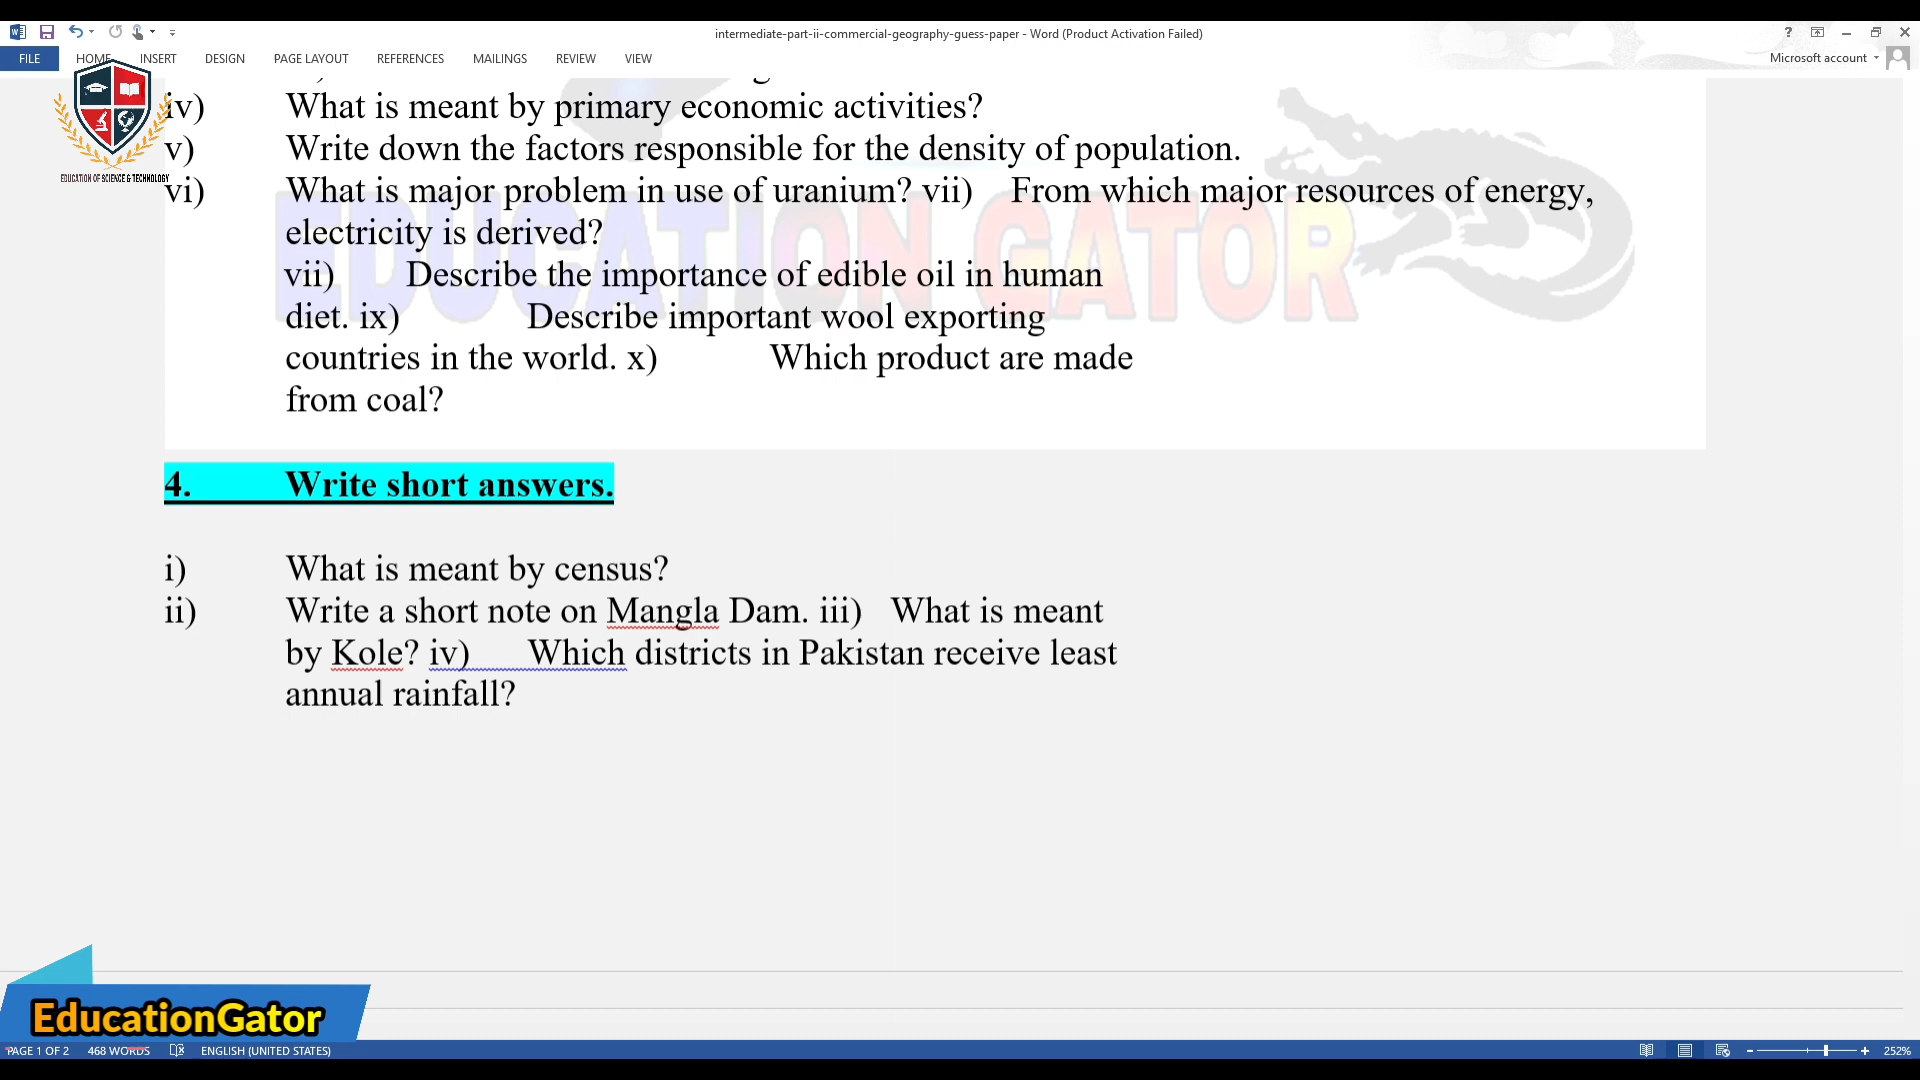 intermediate-part-ii-commercial-geography-guess-paper - Word (Product Activation Failed)
FILE HOME INSERT DESIGN PAGE LAYOUT REFERENCES MAILINGS REVIEW VIEW Microsoft account
EDUCATION OF SCIENCE & TECHNOLOGY
iv) What is meant by primary economic activities?
v) Write down the factors responsible for the density of population.
vi) What is major problem in use of uranium? vii) From which major resources of energy,
electricity is derived?
vii) Describe the importance of edible oil in human
diet. ix) Describe important wool exporting
countries in the world. x) Which product are made
from coal?
EDUCATION GATOR
4. Write short answers.
i) What is meant by census?
ii) Write a short note on Mangla Dam. iii) What is meant
by Kole? iv) Which districts in Pakistan receive least
annual rainfall?
EducationGator
PAGE 1 OF 2 468 WORDS ENGLISH (UNITED STATES) 252%